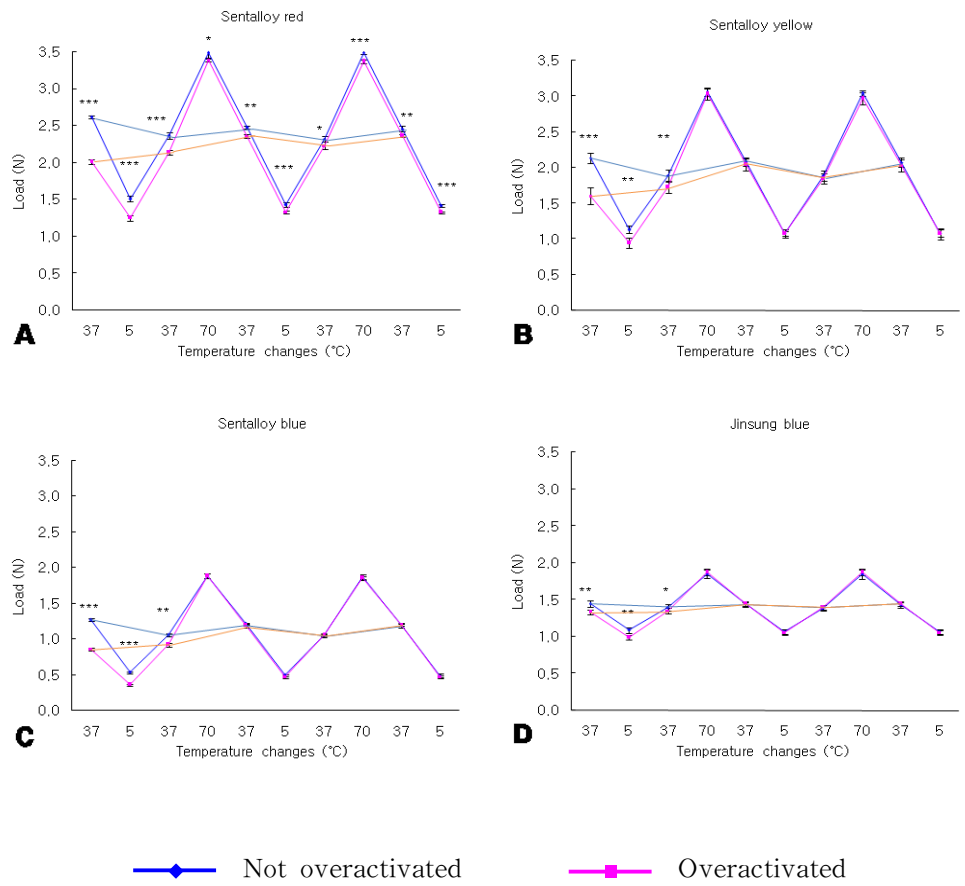 Sentalloy red
Load (N)
3.5
3.0
2.5
2.0
1.5
1.0
0.5
0.0
*** *** *** * ** *** * *** ** ***
37 5 37 70 37 5 37 70 37 5
Temperature changes (°C)
A
Sentalloy yellow
Load (N)
3.5
3.0
2.5
2.0
1.5
1.0
0.5
0.0
*** ** **
37 5 37 70 37 5 37 70 37 5
Temperature changes (°C)
B
Sentalloy blue
Load (N)
3.5
3.0
2.5
2.0
1.5
1.0
0.5
0.0
*** *** **
37 5 37 70 37 5 37 70 37 5
Temperature changes (°C)
C
Jinsung blue
Load (N)
3.5
3.0
2.5
2.0
1.5
1.0
0.5
0.0
** ** *
37 5 37 70 37 5 37 70 37 5
Temperature changes (°C)
D
Not overactivated
Overactivated